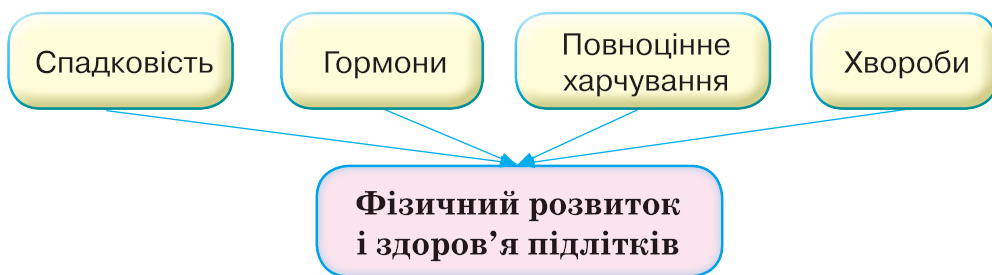 Спадковість
Гормони
Повноцінне
харчування
Хвороби
Фізичний розвиток
і здоров’я підлітків